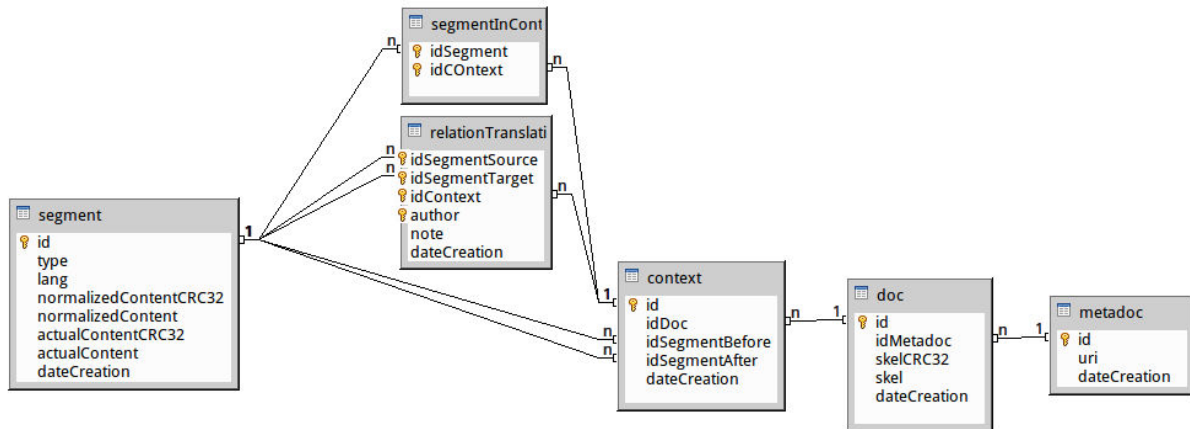 segmentInCont
idSegment
idCOntext
relationTranslati
idSegmentSource
idSegmentTarget
idContext
author
note
dateCreation
segment
id
type
lang
normalizedContentCRC32
normalizedContent
actualContentCRC32
actualContent
dateCreation
context
id
idDoc
idSegmentBefore
idSegmentAfter
dateCreation
doc
id
idMetadoc
skelCRC32
skel
dateCreation
metadoc
id
uri
dateCreation
n
n
n
n
n
1
1
n
n
n
1
n
1